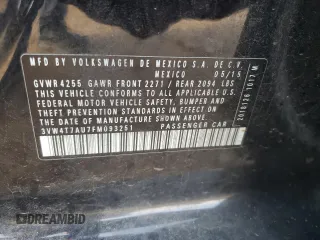 MFD BY VOLKSWAGEN DE MEXICO S.A. DE C.V.
MEXICO 05/15
GVWR 4255 GAWR FRONT 2271 / REAR 2094 LBS
THIS VEHICLE CONFORMS TO ALL APPLICABLE U.S.
FEDERAL MOTOR VEHICLE SAFETY, BUMPER AND
THEFT PREVENTION STANDARDS IN EFFECT ON THE
DATE OF MANUFACTURE SHOWN ABOVE
3VW4T7AU7FM093251 PASSENGER CAR
DREAMBID